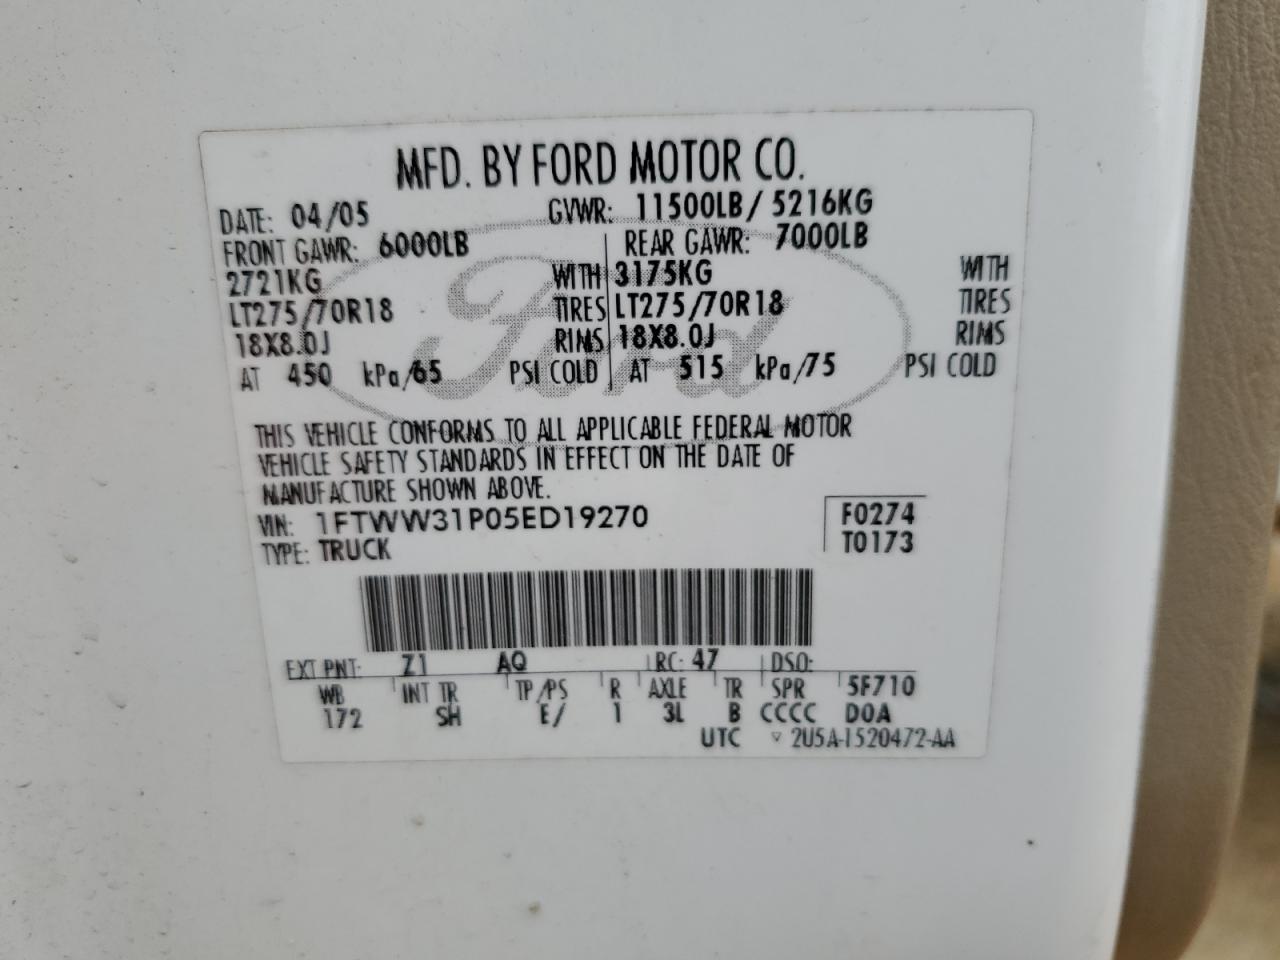 MFD. BY FORD MOTOR CO.
DATE: 04/05 GVWR: 11500LB/ 5216KG
FRONT GAWR: 6000LB REAR GAWR: 7000LB
2721KG WITH 3175KG WITH
LT275/70R18 TIRES LT275/70R18 TIRES
18X8.0J RIMS 18X8.0J RIMS
AT 450 kPa/65 PSI COLD AT 515 kPa/75 PSI COLD
Ford
THIS VEHICLE CONFORMS TO ALL APPLICABLE FEDERAL MOTOR
VEHICLE SAFETY STANDARDS IN EFFECT ON THE DATE OF
MANUFACTURE SHOWN ABOVE.
VIN: 1FTWW31P05ED19270 F0274
TYPE: TRUCK T0173
EXT PNT: Z1 AQ RC: 47 DSO:
WB INT TR TP/PS R AXLE TR SPR 5F710
172 SH E/ 1 3L B CCCC DOA
UTC ▽ 2U5A-1520472-AA